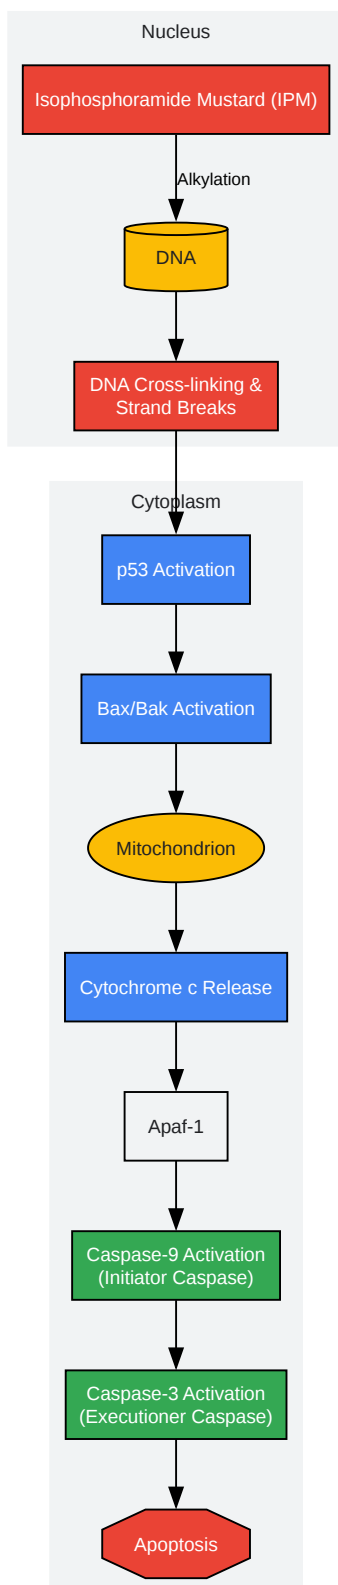 Nucleus
Isophosphoramide Mustard (IPM)
Alkylation
DNA
DNA Cross-linking &
Strand Breaks
Cytoplasm
p53 Activation
Bax/Bak Activation
Mitochondrion
Cytochrome c Release
Apaf-1
Caspase-9 Activation
(Initiator Caspase)
Caspase-3 Activation
(Executioner Caspase)
Apoptosis